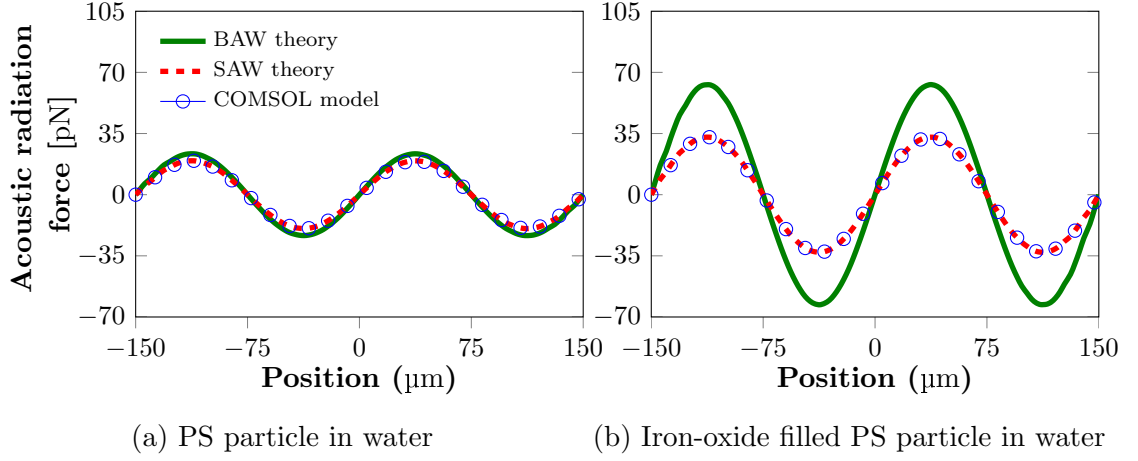 Acoustic radiation
force [pN]
105
70
35
0
−35
−70
BAW theory
SAW theory
COMSOL model
−150
−75
0
75
150
Position (µm)
(a) PS particle in water
105
70
35
0
−35
−70
−150
−75
0
75
150
Position (µm)
(b) Iron-oxide filled PS particle in water